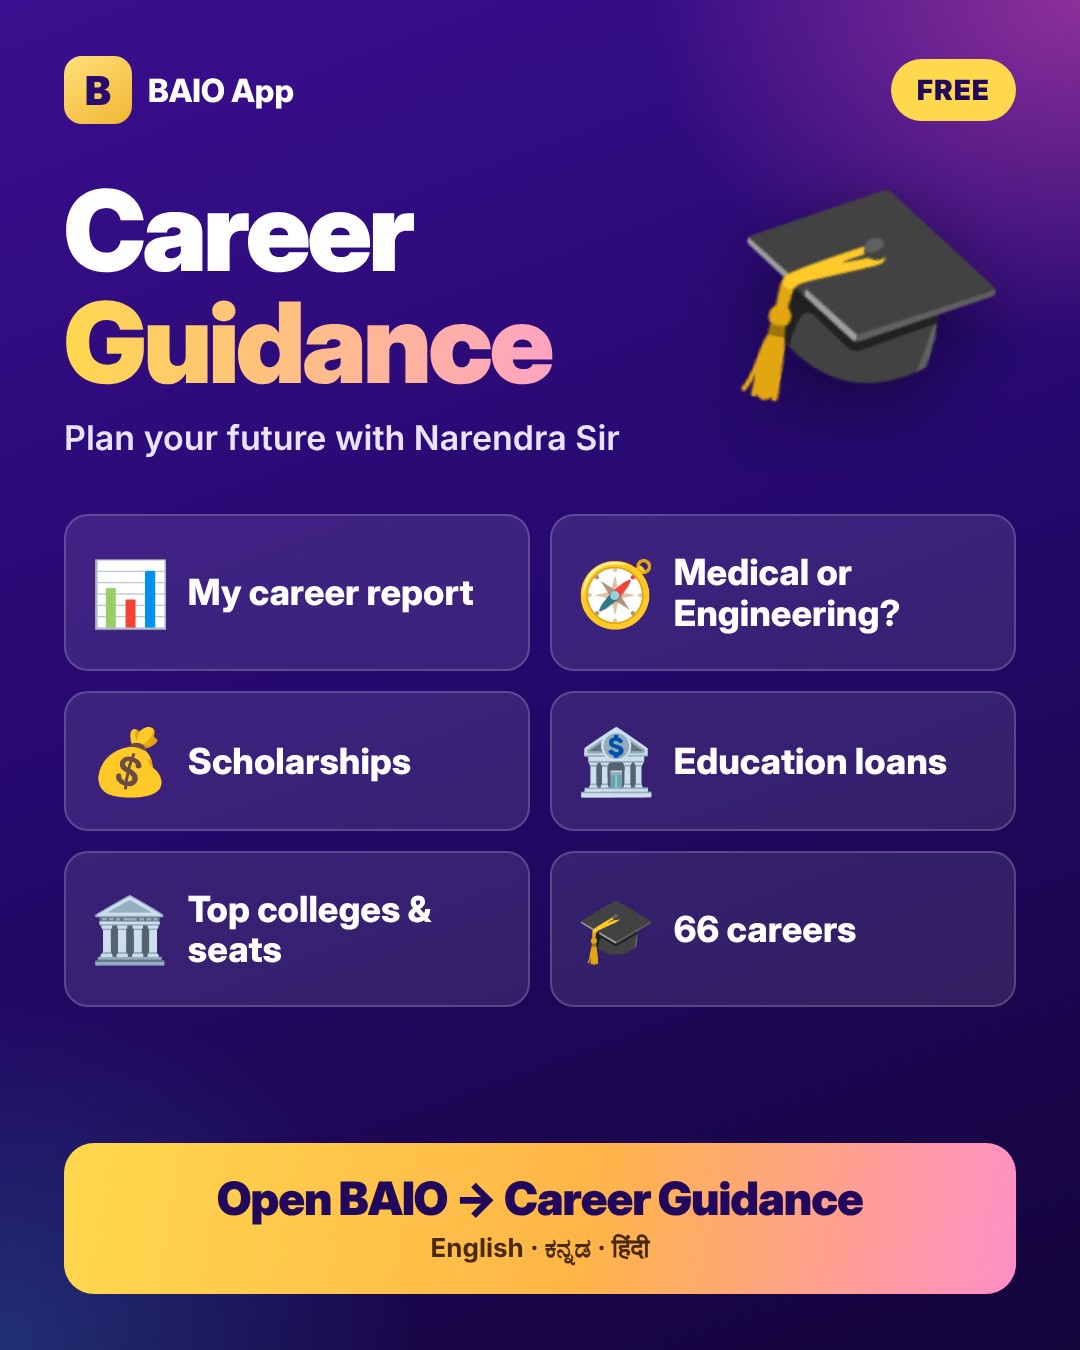 B
BAIO App
FREE
Career
Guidance
Plan your future with Narendra Sir
My career report
Medical or
Engineering?
Scholarships
Education loans
Top colleges &
seats
66 careers
Open BAIO → Career Guidance
English · ಕನ್ನಡ · हिंदी